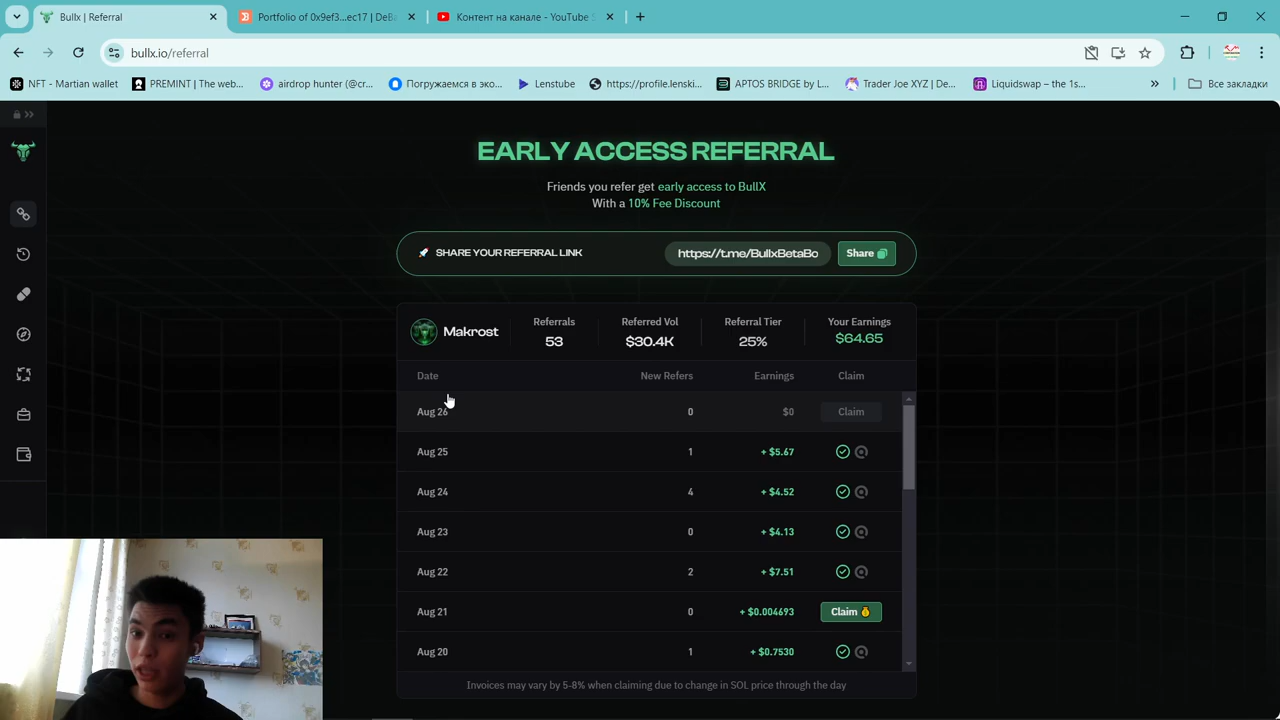 Bullx | Referral
Portfolio of 0x9ef3...ec17 | DeBa
Контент на канале - YouTube S
bullx.io/referral
NFT - Martian wallet
PREMINT | The web...
airdrop hunter (@cr...
Погружаемся в эко...
Lenstube
https://profile.lenski...
APTOS BRIDGE by L...
Trader Joe XYZ | De...
Liquidswap – the 1s...
Все закладки
EARLY ACCESS REFERRAL
Friends you refer get early access to BullX
With a 10% Fee Discount
SHARE YOUR REFERRAL LINK
https://t.me/BullxBetaBo
Share
Makrost
Referrals
53
Referred Vol
$30.4K
Referral Tier
25%
Your Earnings
$64.65
Date New Refers Earnings Claim
Aug 26 0 $0 Claim
Aug 25 1 + $5.67
Aug 24 4 + $4.52
Aug 23 0 + $4.13
Aug 22 2 + $7.51
Aug 21 0 + $0.004693 Claim
Aug 20 1 + $0.7530
Invoices may vary by 5-8% when claiming due to change in SOL price through the day